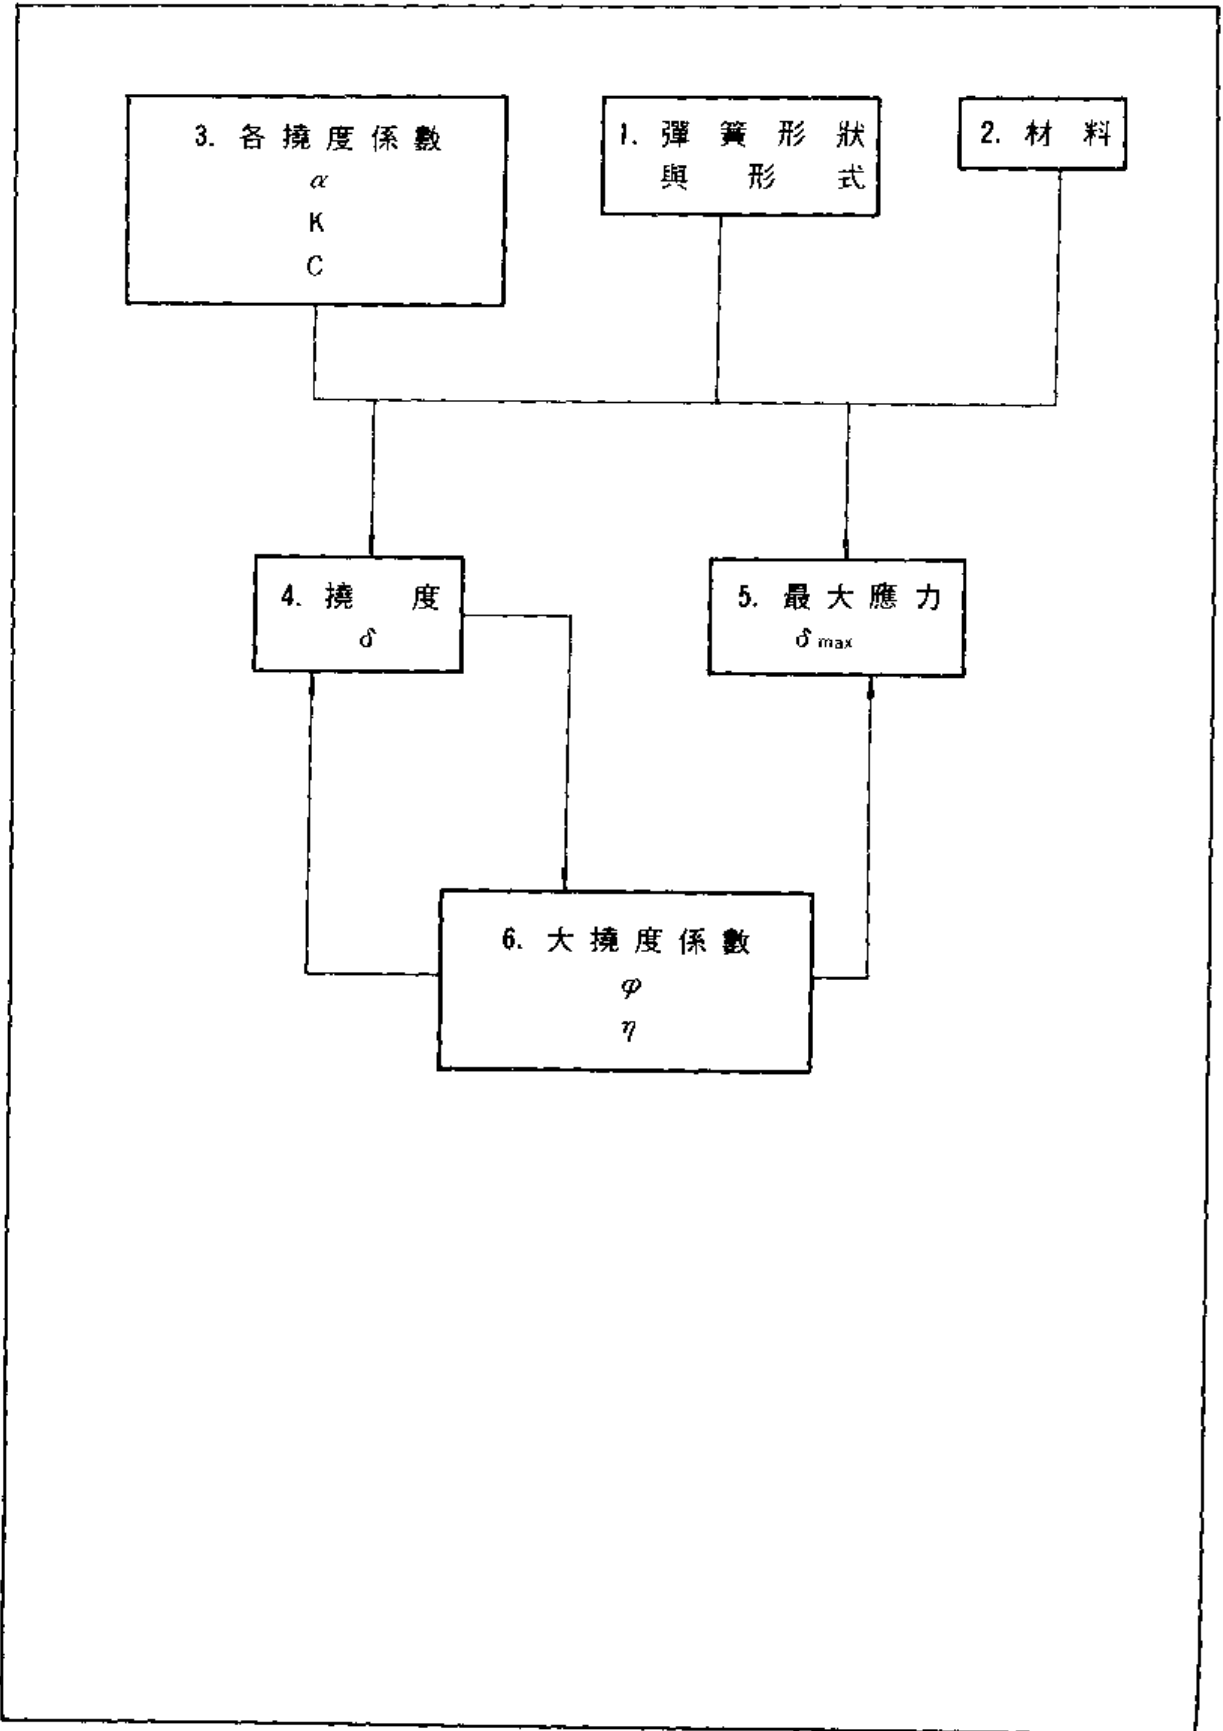 3. 各撓度係數
α
K
C
1. 彈簧形狀
與形式
2. 材料
4. 撓度
δ
5. 最大應力
δ max
6. 大撓度係數
φ
η